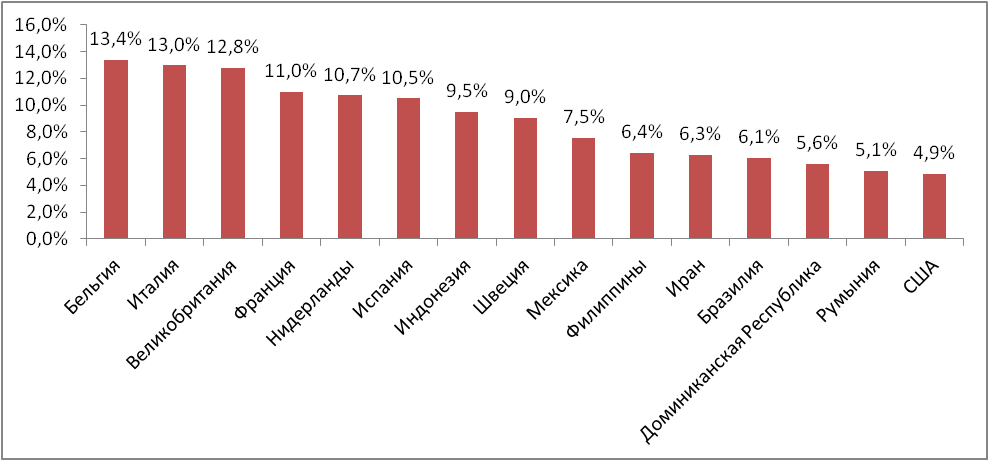 16,0%
14,0%
12,0%
10,0%
8,0%
6,0%
4,0%
2,0%
0,0%
13,4%
13,0%
12,8%
11,0%
10,7%
10,5%
9,5%
9,0%
7,5%
6,4%
6,3%
6,1%
5,6%
5,1%
4,9%
Бельгия
Италия
Великобритания
Франция
Нидерланды
Испания
Индонезия
Швеция
Мексика
Филиппины
Иран
Бразилия
Доминиканская Республика
Румыния
США